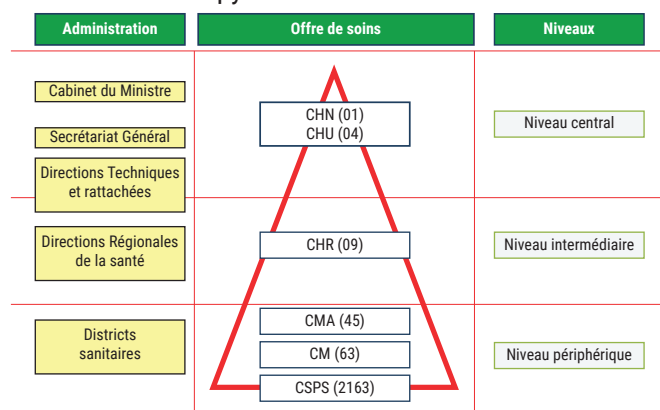 Administration
Offre de soins
Niveaux
Cabinet du Ministre
Secrétariat Général
Directions Techniques
et rattachées
CHN (01)
CHU (04)
Niveau central
Directions Régionales
de la santé
CHR (09)
Niveau intermédiaire
Districts
sanitaires
CMA (45)
CM (63)
CSPS (2163)
Niveau périphérique